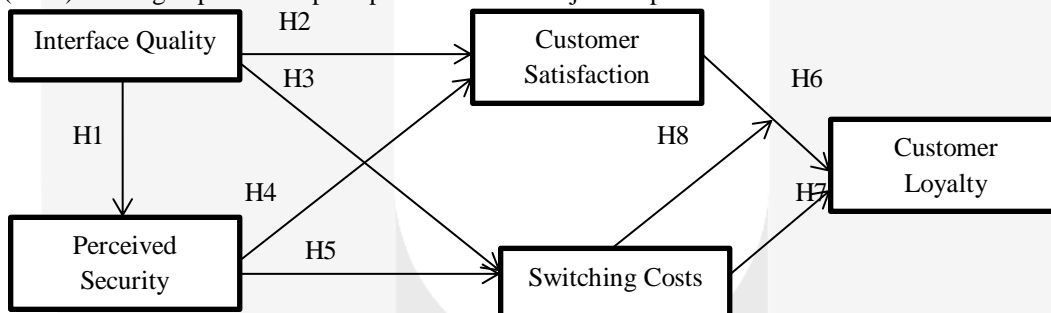 H2
Interface Quality
Customer
Satisfaction
H3
H6
H1
H8
Customer
Loyalty
H4
H7
Perceived
Security
H5
Switching Costs